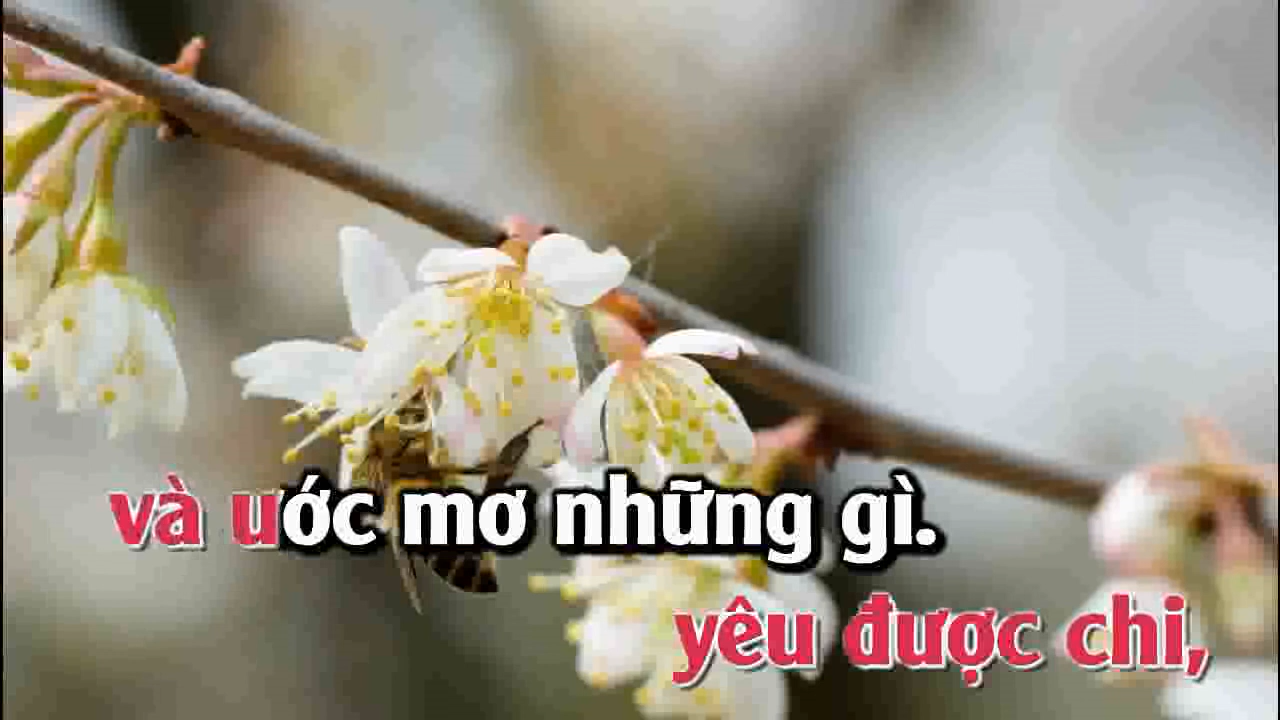 và ước mơ những gì.
yêu được chi,